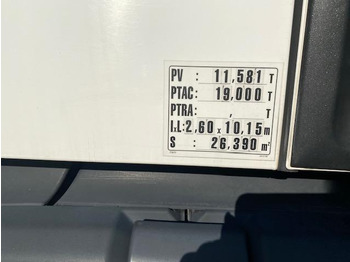 PV : 11,581 T
PTAC : 19,000 T
PTRA : , T
L.L: 2,60 x 10,15 m
S : 26,390 m²